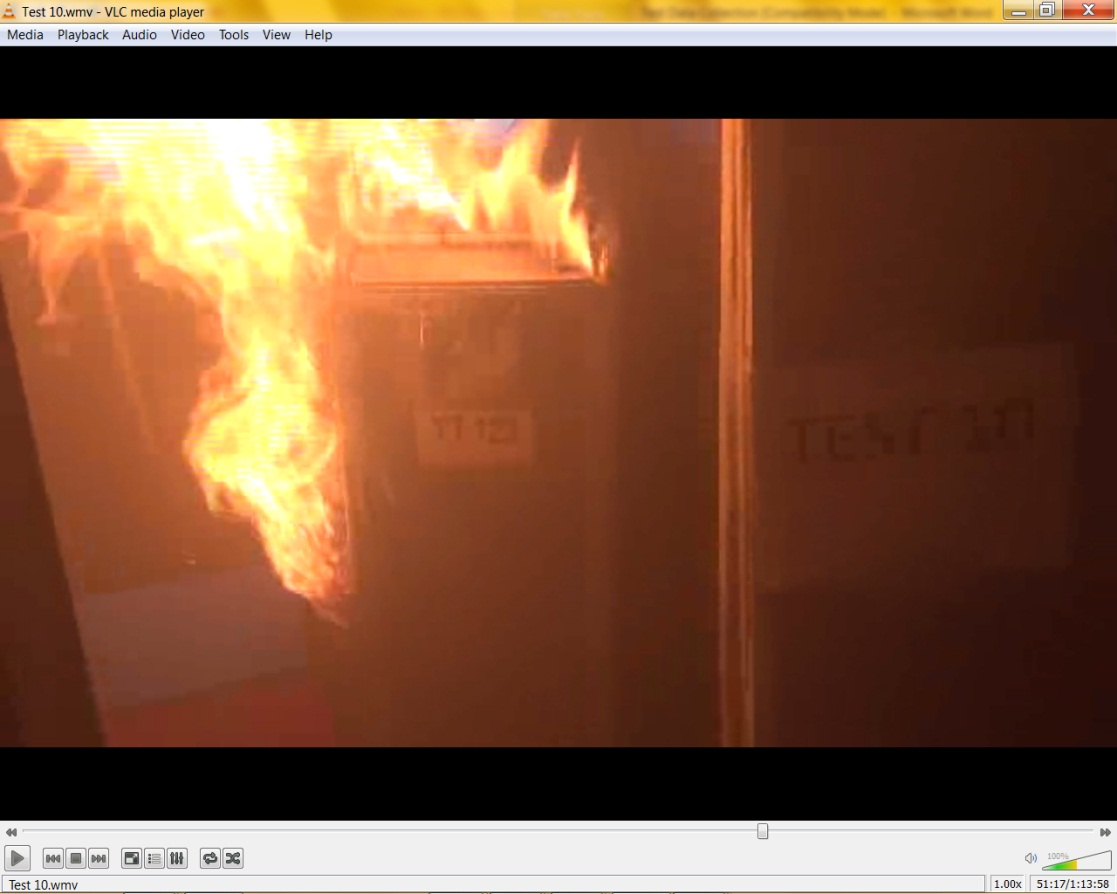 Test 10.wmv - VLC media player
Media Playback Audio Video Tools View Help
TEST
100%
Test 10.wmv
1.00x 51:17/1:13:58